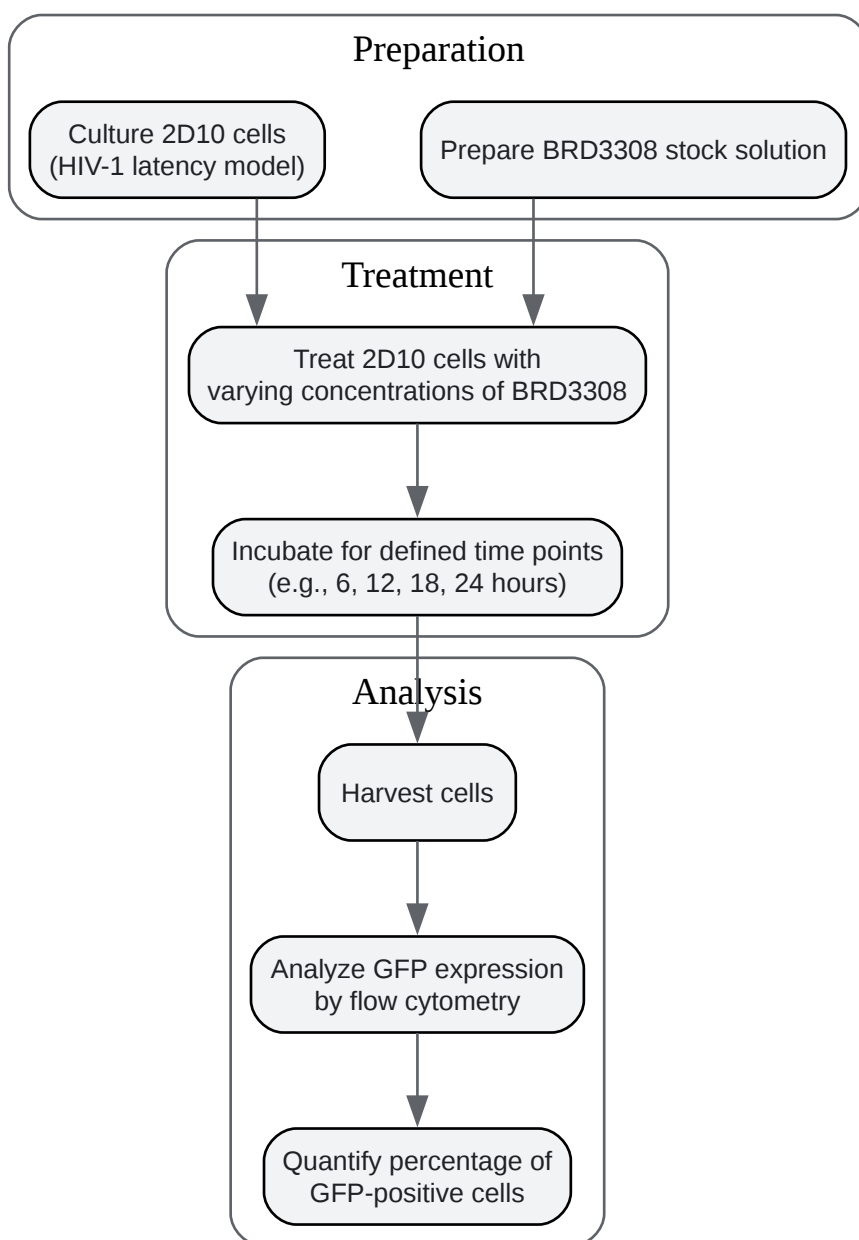 Preparation
Culture 2D10 cells
(HIV-1 latency model)
Prepare BRD3308 stock solution
Treatment
Treat 2D10 cells with
varying concentrations of BRD3308
Incubate for defined time points
(e.g., 6, 12, 18, 24 hours)
Analysis
Harvest cells
Analyze GFP expression
by flow cytometry
Quantify percentage of
GFP-positive cells